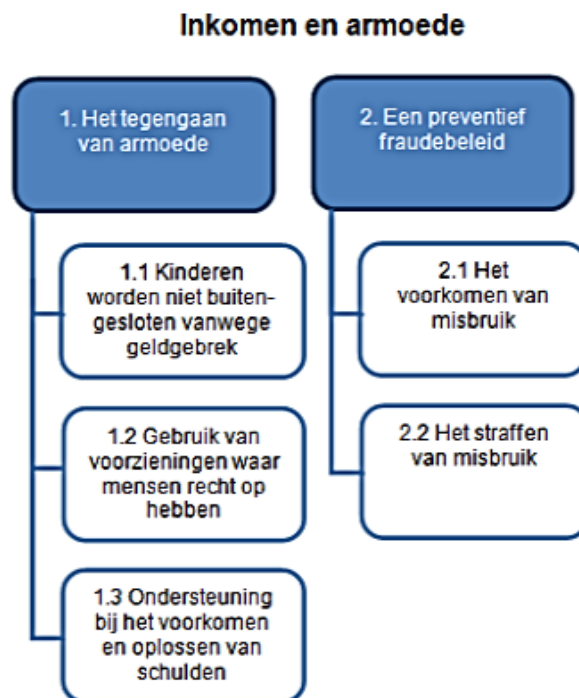 Inkomen en armoede
1. Het tegengaan
van armoede
1.1 Kinderen
worden niet buiten-
gesloten vanwege
geldgebrek
1.2 Gebruik van
voorzieningen waar
mensen recht op
hebben
1.3 Ondersteuning
bij het voorkomen
en oplossen van
schulden
2. Een preventief
fraudebeleid
2.1 Het
voorkomen van
misbruik
2.2 Het straffen
van misbruik